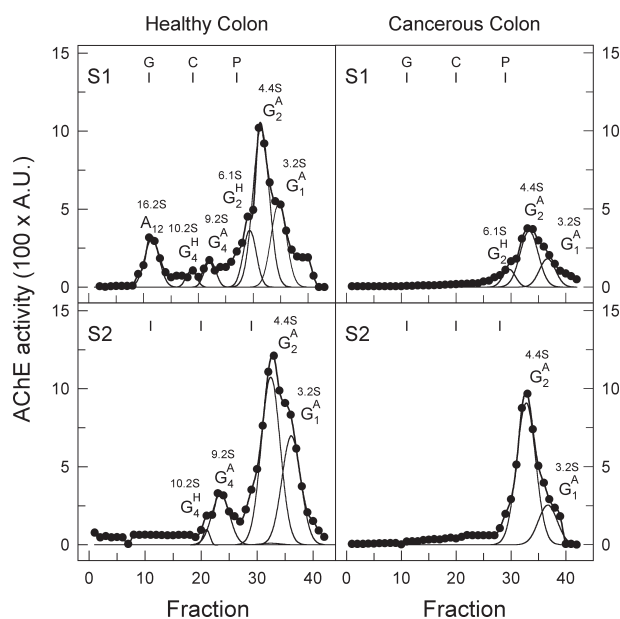 Healthy Colon
Cancerous Colon
AChE activity (100 x A.U.)
15
10
5
0
S1
G C P
16.2S
A12
10.2S
G4H
9.2S
G4A
6.1S
G2H
4.4S
G2A
3.2S
G1A
S1
G C P
6.1S
G2H
4.4S
G2A
3.2S
G1A
15
10
5
0
15
10
5
0
S2
10.2S
G4H
9.2S
G4A
4.4S
G2A
3.2S
G1A
S2
4.4S
G2A
3.2S
G1A
15
10
5
0
0 10 20 30 40
0 10 20 30 40
Fraction
Fraction